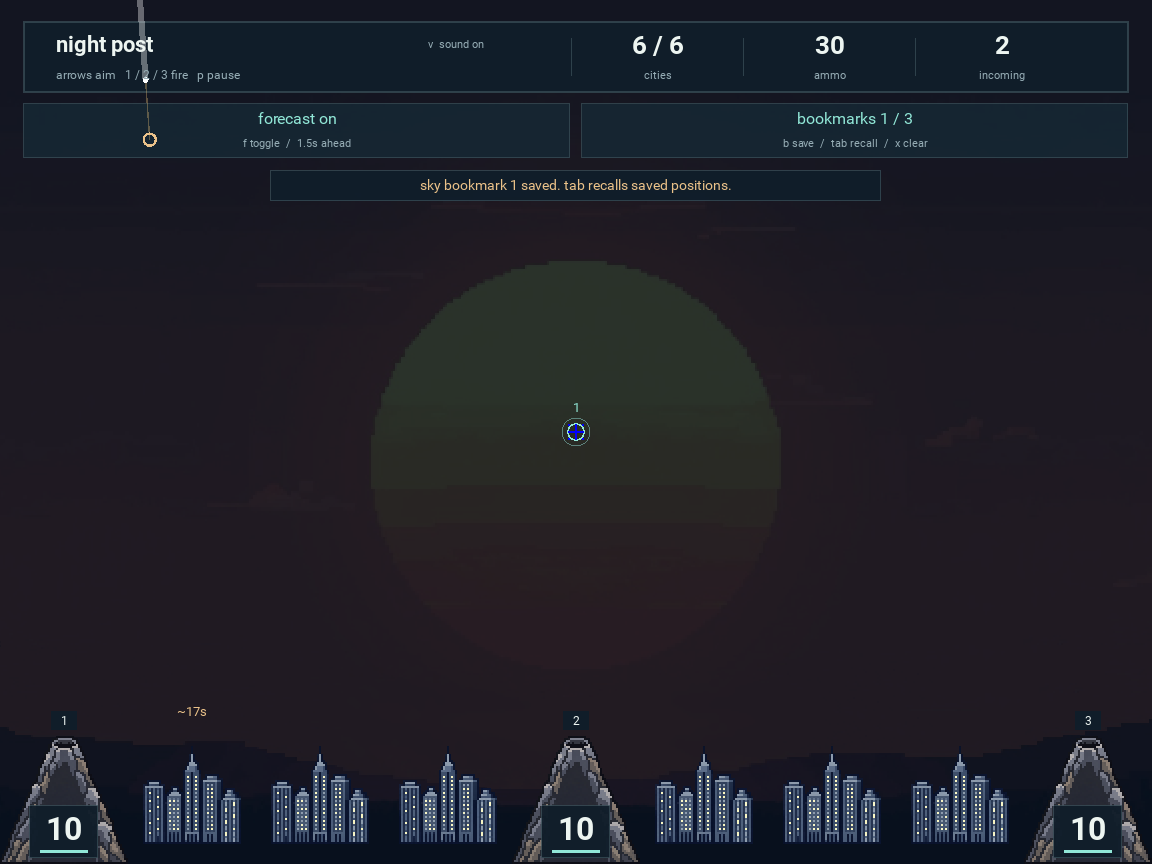 night post
v sound on
6 / 6
30
2
arrows aim 1 / 2 / 3 fire p pause
cities
ammo
incoming
forecast on
bookmarks 1 / 3
f toggle / 1.5s ahead
b save / tab recall / x clear
sky bookmark 1 saved. tab recalls saved positions.
1
~17s
1
2
3
10
10
10